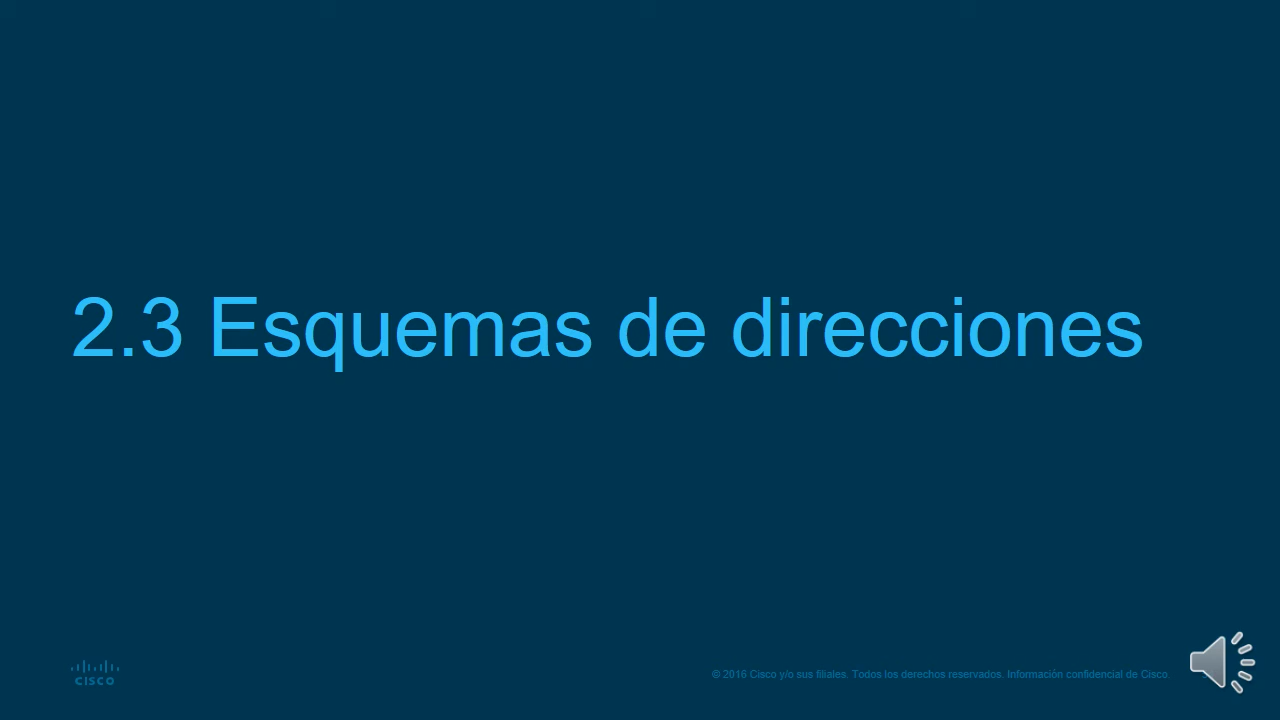 2.3 Esquemas de direcciones
CISCO
© 2016 Cisco y/o sus filiales. Todos los derechos reservados. Información confidencial de Cisco.